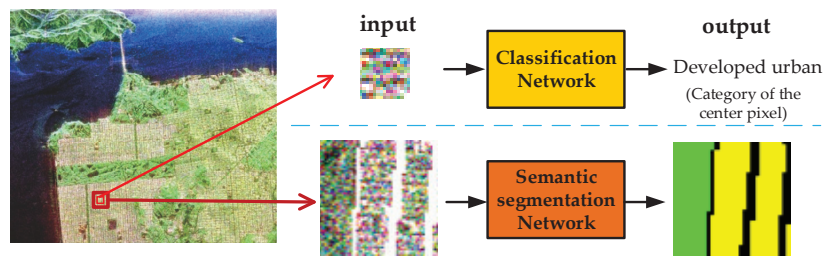 input
output
Classification
Network
Developed urban
(Category of the
center pixel)
Semantic
segmentation
Network